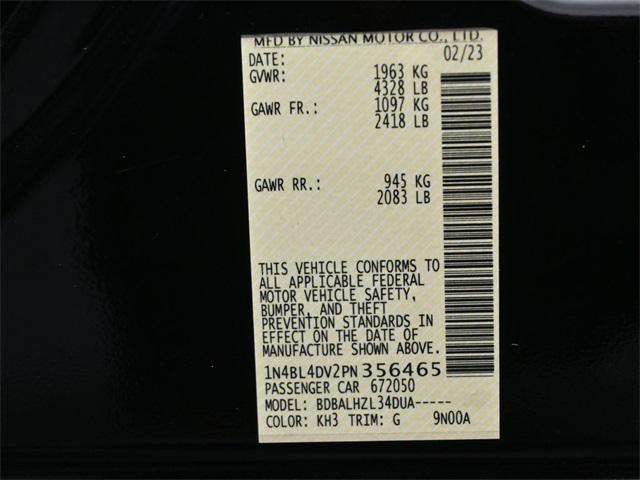 MFD BY NISSAN MOTOR CO., LTD.
DATE: 02/23
GVWR: 1963 KG
4328 LB
GAWR FR.: 1097 KG
2418 LB
GAWR RR.: 945 KG
2083 LB
THIS VEHICLE CONFORMS TO
ALL APPLICABLE FEDERAL
MOTOR VEHICLE SAFETY,
BUMPER, AND THEFT
PREVENTION STANDARDS IN
EFFECT ON THE DATE OF
MANUFACTURE SHOWN ABOVE.
1N4BL4DV2PN356465
PASSENGER CAR 672050
MODEL: BDBALHZL34DUA-----
COLOR: KH3 TRIM: G 9N00A